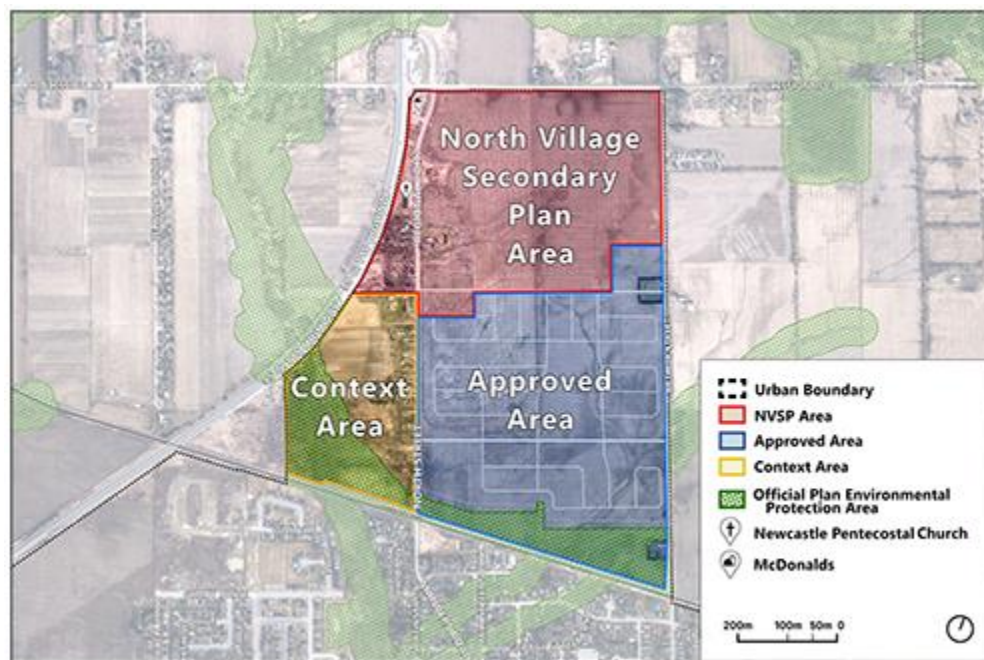 North Village
Secondary
Plan
Area
Context
Area
Approved
Area
Urban Boundary
NVSP Area
Approved Area
Context Area
Official Plan Environmental
Protection Area
Newcastle Pentecostal Church
McDonalds
200m 100m 50m 0